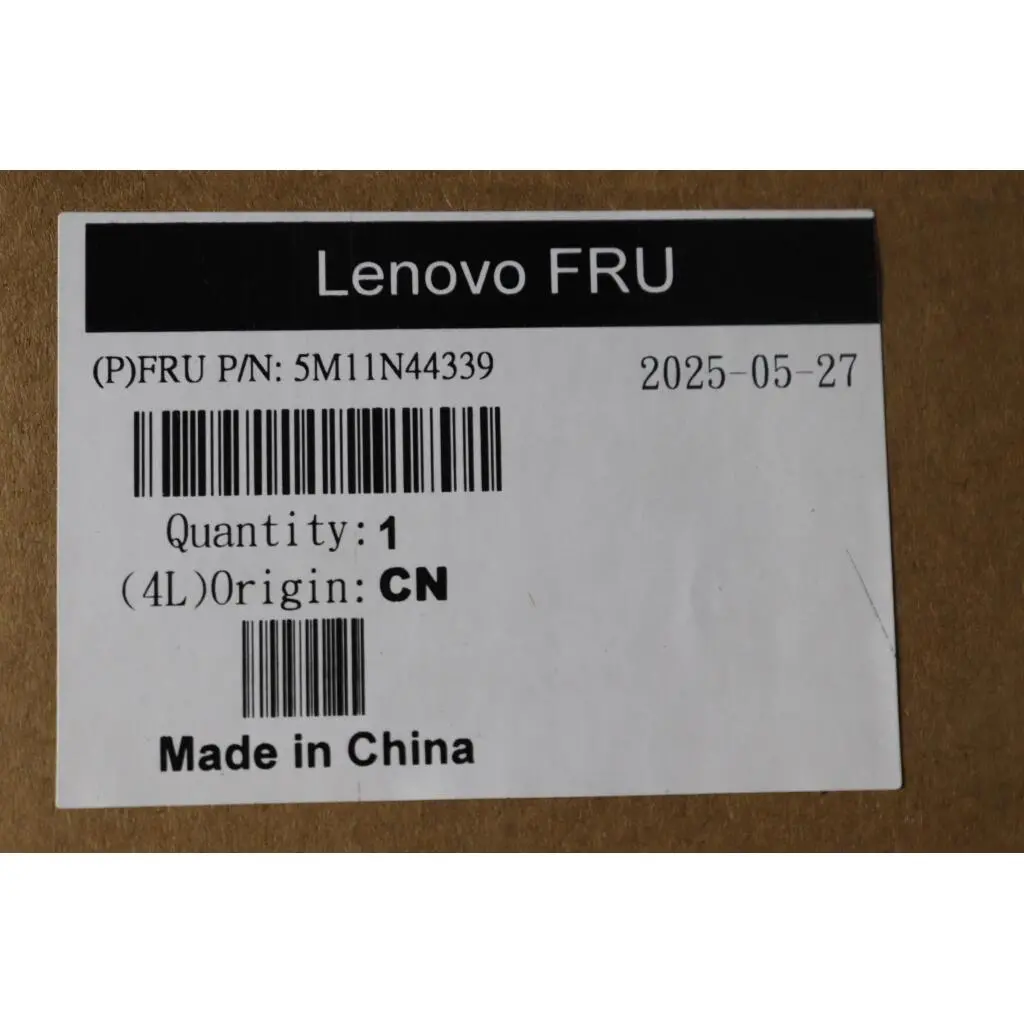 Lenovo FRU
(P)FRU P/N: 5M11N44339
2025-05-27
Quantity: 1
(4L)Origin: CN
Made in China